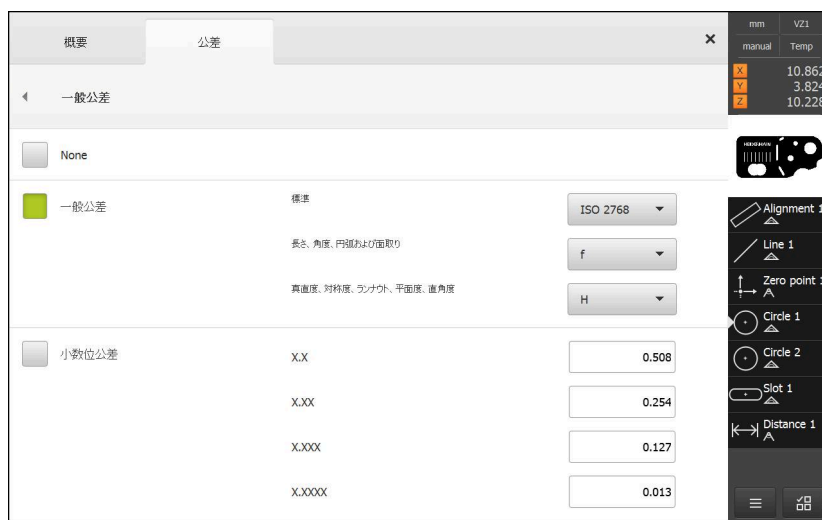 概要
公差
×
一般公差
None
一般公差
標準
ISO 2768
長さ、角度、円弧および面取り
f
真直度、対称度、ランナウト、平面度、直角度
H
小数位公差
X.X
0.508
X.XX
0.254
X.XXX
0.127
X.XXXX
0.013
mm
VZ1
manual
Temp
X
10.862
Y
3.824
Z
10.228
HEIDENHAIN
Alignment 1
Line 1
Zero point 1
Circle 1
Circle 2
Slot 1
Distance 1